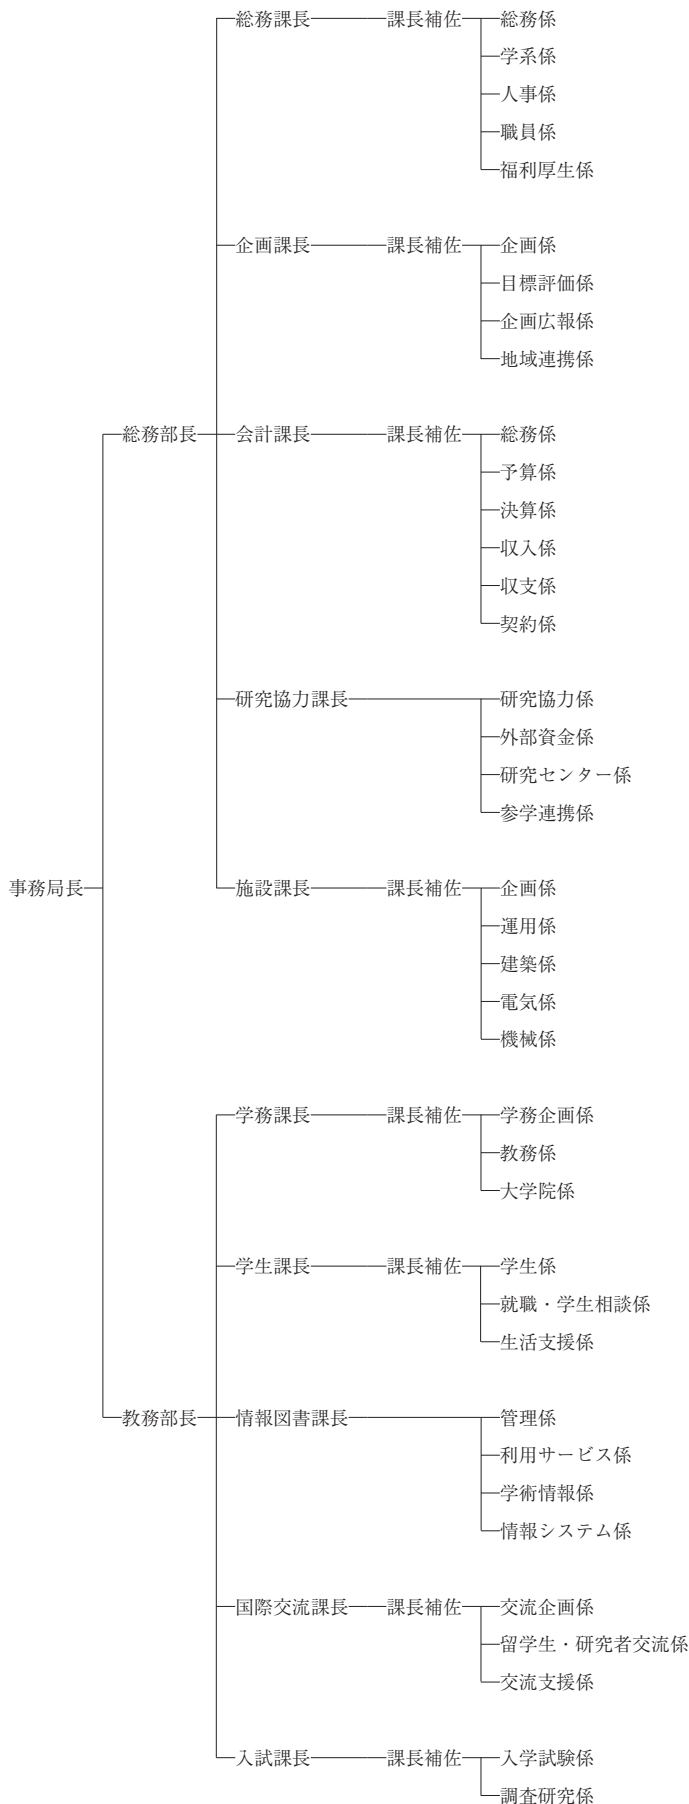 総務課長 課長補佐 総務係
学系係
人事係
職員係
福利厚生係
企画課長 課長補佐 企画係
目標評価係
企画広報係
地域連携係
総務部長 会計課長 課長補佐 総務係
予算係
決算係
収入係
収支係
契約係
研究協力課長 研究協力係
外部資金係
研究センター係
参学連携係
事務局長 施設課長 課長補佐 企画係
運用係
建築係
電気係
機械係
学務課長 課長補佐 学務企画係
教務係
大学院係
学生課長 課長補佐 学生係
就職・学生相談係
生活支援係
教務部長 情報図書課長 管理係
利用サービス係
学術情報係
情報システム係
国際交流課長 課長補佐 交流企画係
留学生・研究者交流係
交流支援係
入試課長 課長補佐 入学試験係
調査研究係